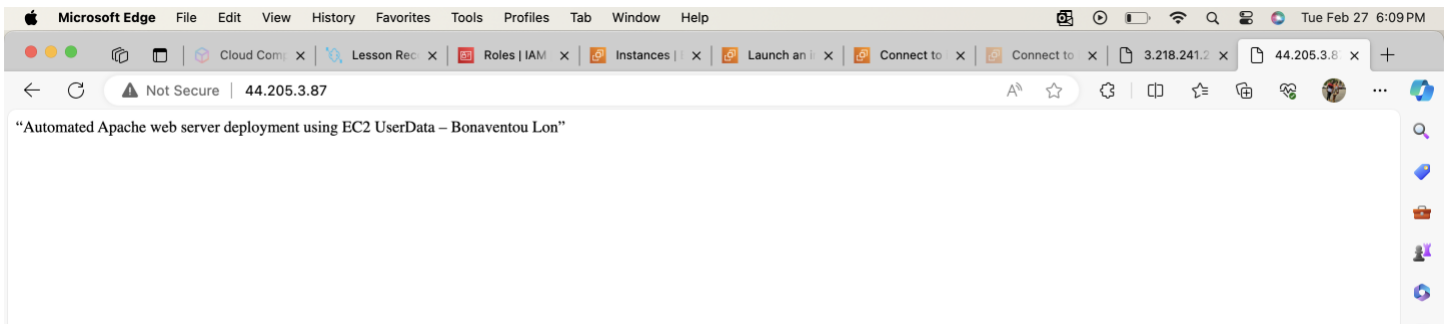 Microsoft Edge File Edit View History Favorites Tools Profiles Tab Window Help Tue Feb 27 6:09 PM
Cloud Comp Lesson Rec Roles | IAM Instances | Launch an i Connect to Connect to 3.218.241.2 44.205.3.8
Not Secure 44.205.3.87
“Automated Apache web server deployment using EC2 UserData – Bonaventou Lon”